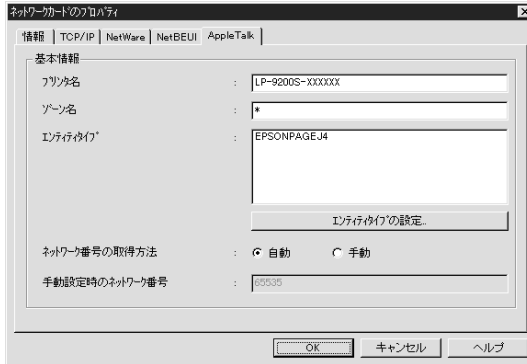 ネットワークカードのプロパティ
情報 TCP/IP NetWare NetBEUI AppleTalk
基本情報
プリンタ名 : LP-9200S-XXXXXX
ゾーン名 : *
エンティティタイプ : EPSONPAGEJ4
エンティティタイプの設定...
ネットワーク番号の取得方法 : 自動 手動
手動設定時のネットワーク番号 : 65535
OK キャンセル ヘルプ